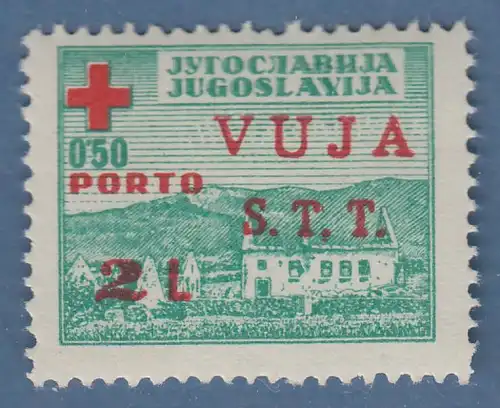 ЈУГОСЛАВИЈА
JUGOSLAVIJA
0'50
VUJA
PORTO
S.T.T.
2 L